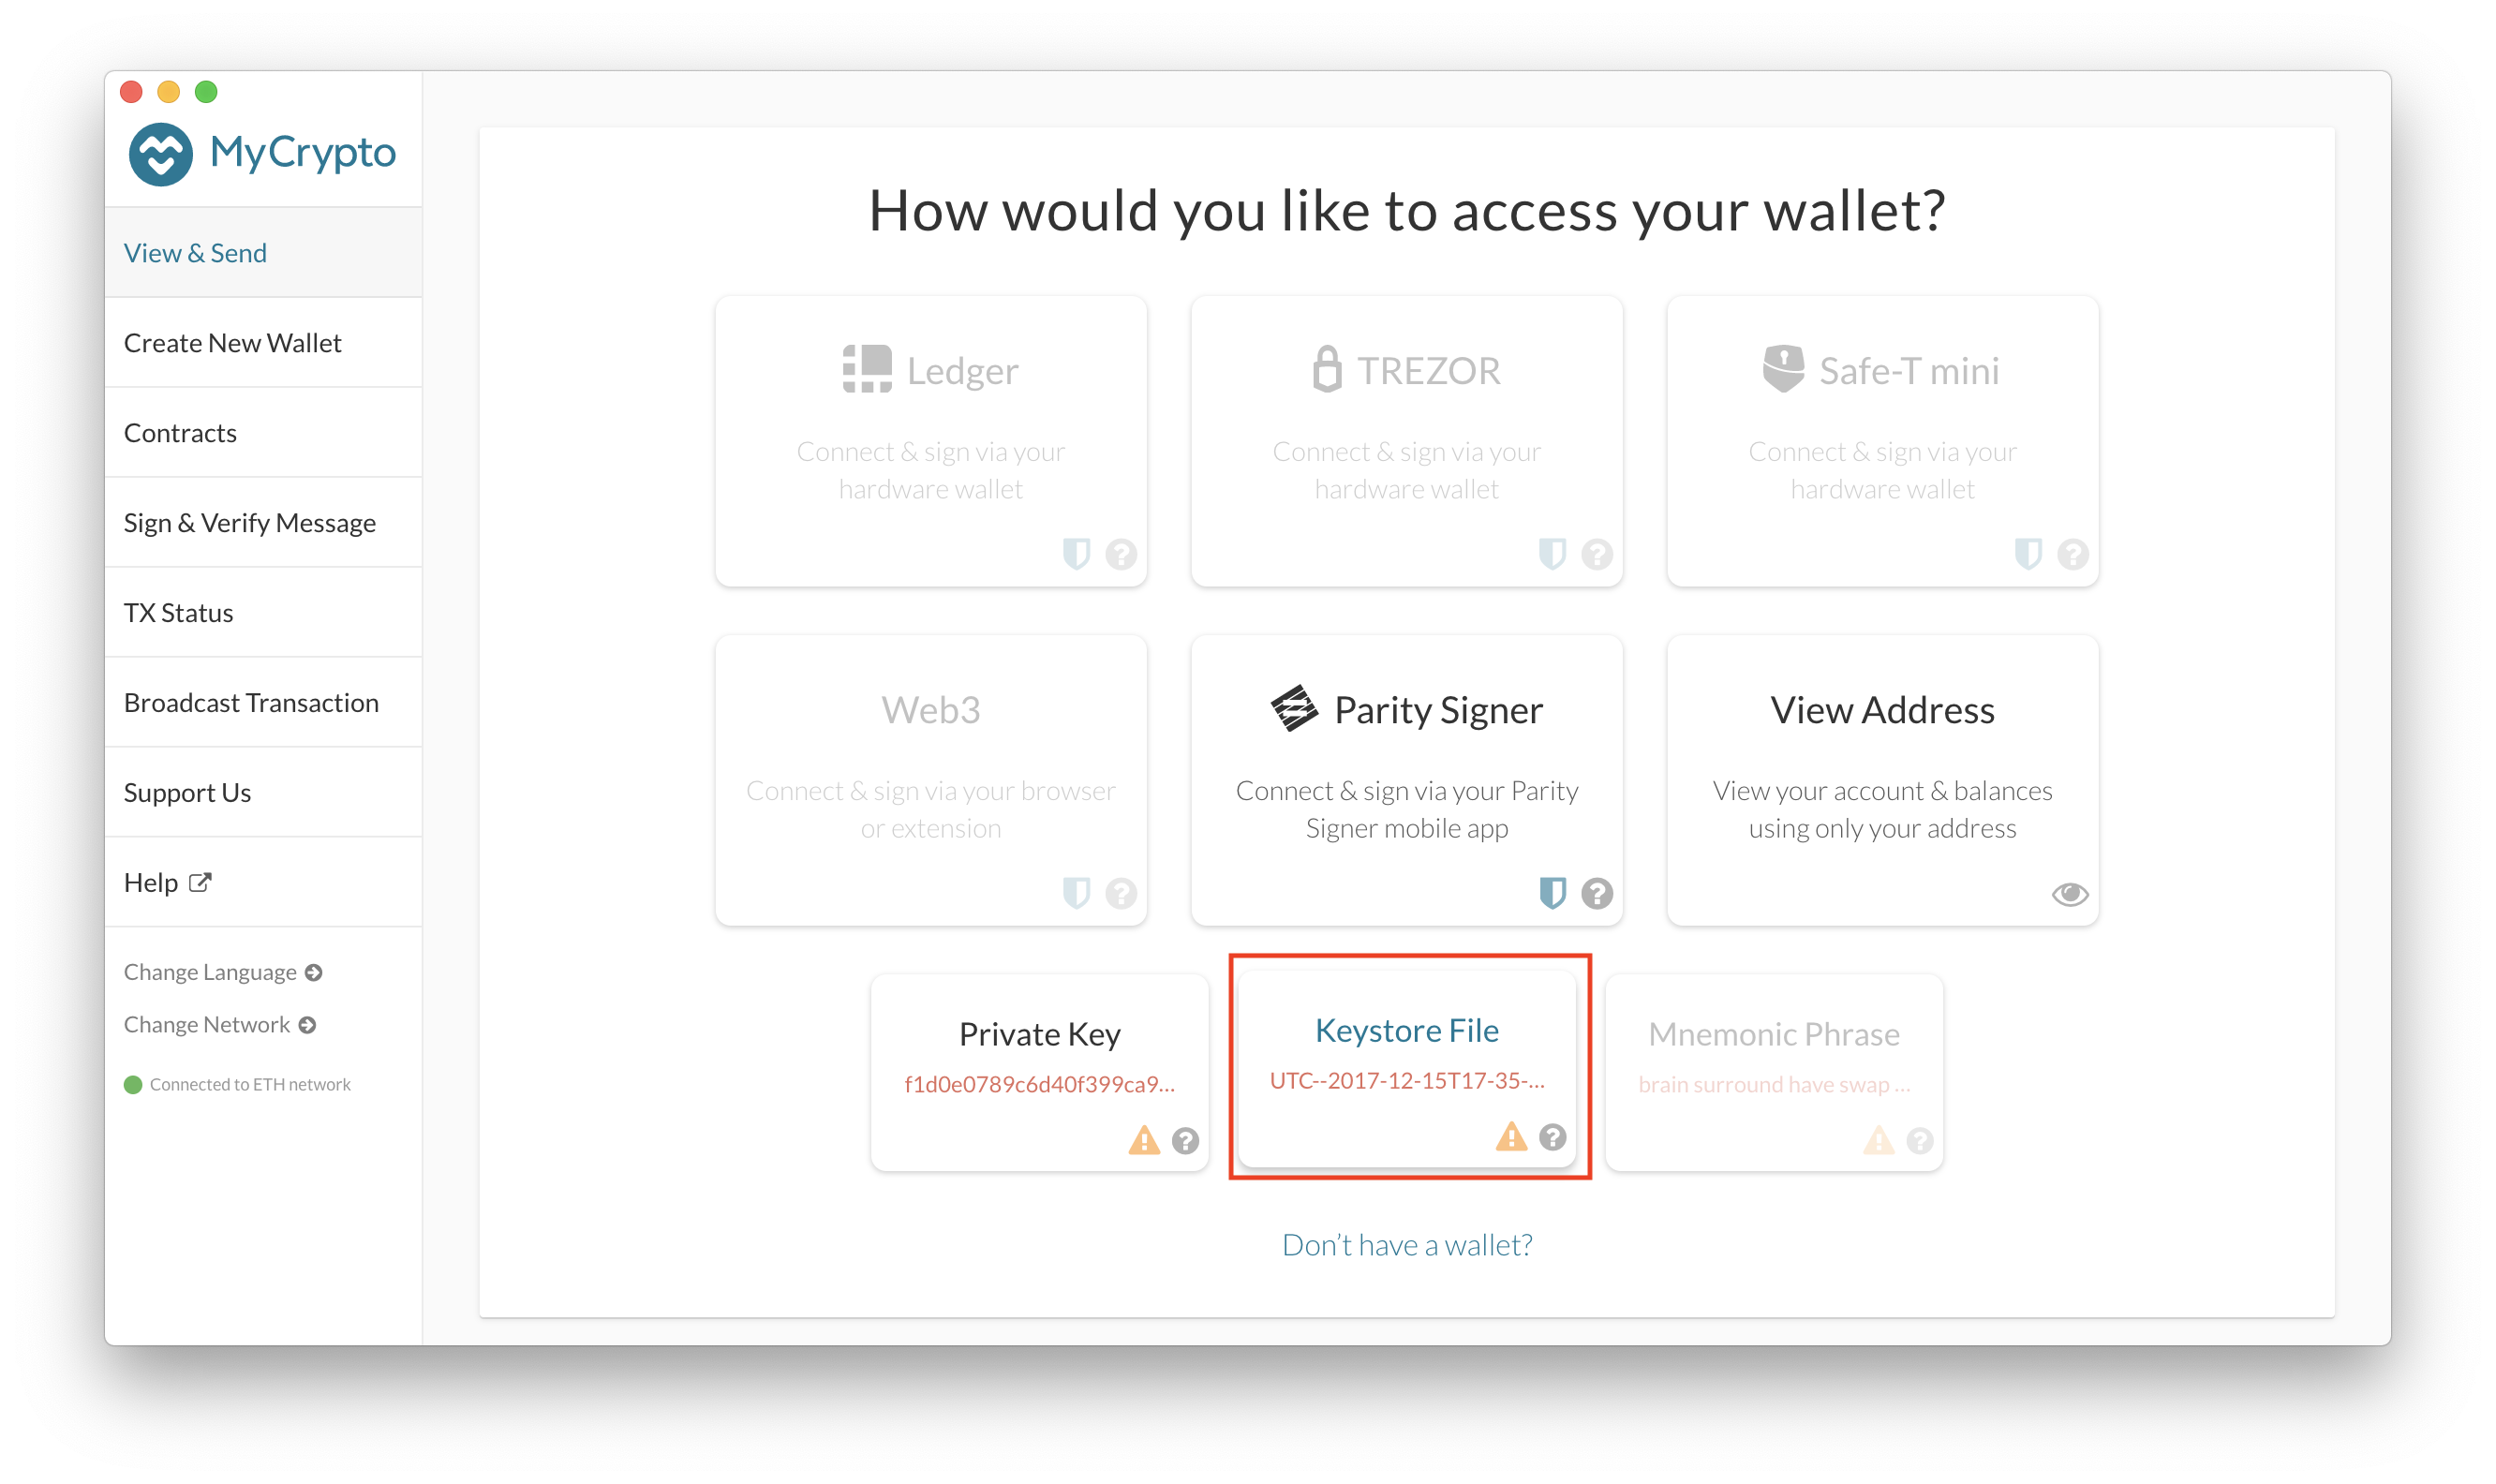 MyCrypto
View & Send
Create New Wallet
Contracts
Sign & Verify Message
TX Status
Broadcast Transaction
Support Us
Help
Change Language
Change Network
Connected to ETH network
How would you like to access your wallet?
Ledger
Connect & sign via your
hardware wallet
TREZOR
Connect & sign via your
hardware wallet
Safe-T mini
Connect & sign via your
hardware wallet
Web3
Connect & sign via your browser
or extension
Parity Signer
Connect & sign via your Parity
Signer mobile app
View Address
View your account & balances
using only your address
Private Key
f1d0e0789c6d40f399ca9...
Keystore File
UTC--2017-12-15T17-35-...
Mnemonic Phrase
brain surround have swap ...
Don't have a wallet?